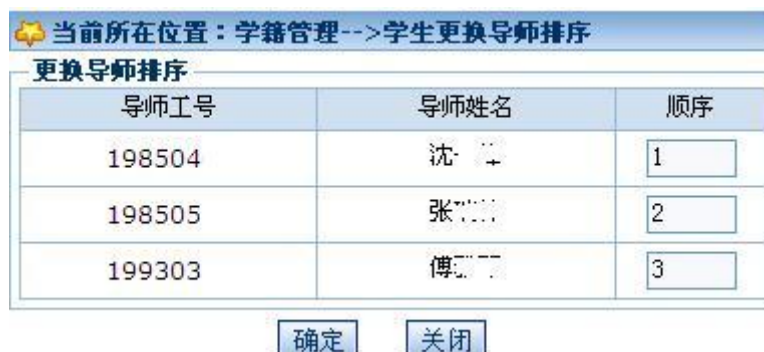 当前所在位置：学籍管理-->学生更换导师排序
更换导师排序
导师工号 导师姓名 顺序
198504 沈 1
198505 张 2
199303 傅 3
确定 关闭